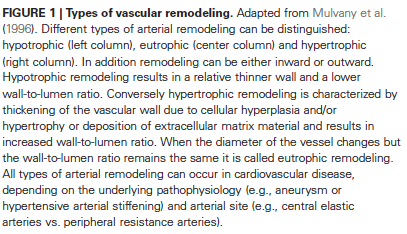 FIGURE 1 | Types of vascular remodeling. Adapted from Mulvany et al.
(1996). Different types of arterial remodeling can be distinguished:
hypotrophic (left column), eutrophic (center column) and hypertrophic
(right column). In addition remodeling can be either inward or outward.
Hypotrophic remodeling results in a relative thinner wall and a lower
wall-to-lumen ratio. Conversely hypertrophic remodeling is characterized by
thickening of the vascular wall due to cellular hyperplasia and/or
hypertrophy or deposition of extracellular matrix material and results in
increased wall-to-lumen ratio. When the diameter of the vessel changes but
the wall-to-lumen ratio remains the same it is called eutrophic remodeling.
All types of arterial remodeling can occur in cardiovascular disease,
depending on the underlying pathophysiology (e.g., aneurysm or
hypertensive arterial stiffening) and arterial site (e.g., central elastic
arteries vs. peripheral resistance arteries).